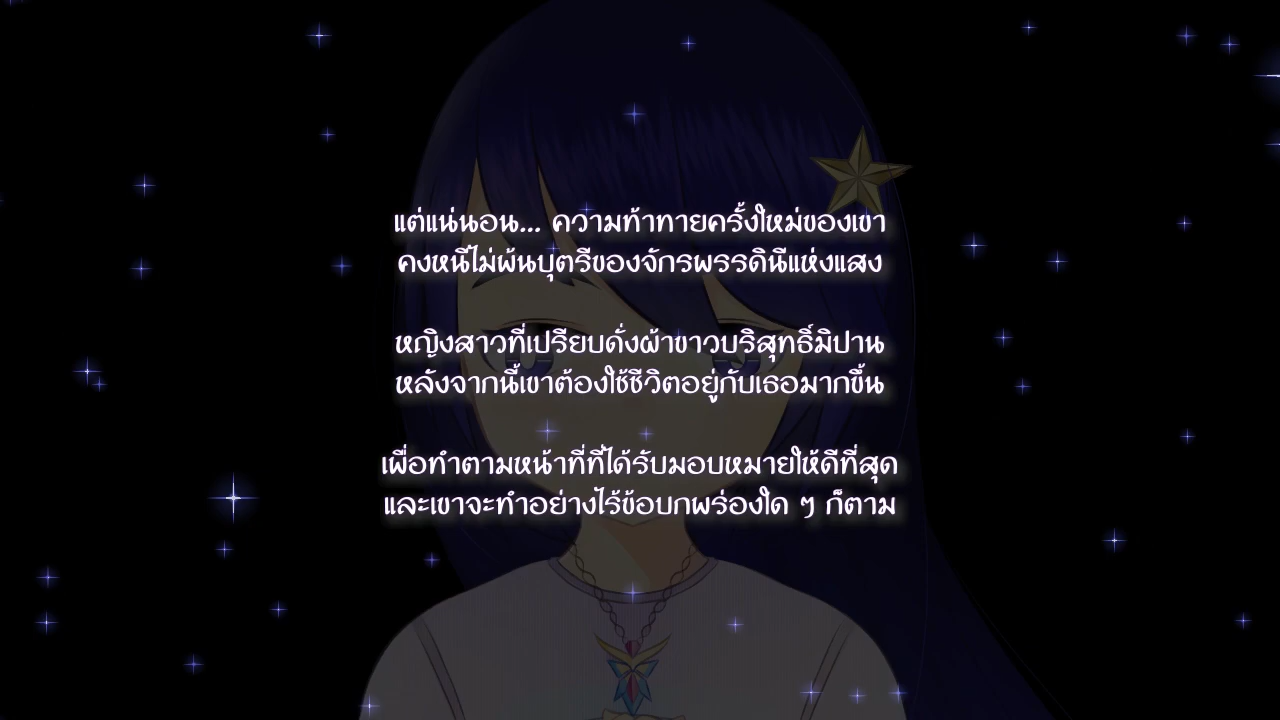 แต่แน่นอน... ความท้าทายครั้งใหม่ของเขา
คงหนีไม่พ้นบุตรีของจักรพรรดินีแห่งแสง
หญิงสาวที่เปรียบดั่งผ้าขาวบริสุทธิ์มิปาน
หลังจากนี้เขาต้องใช้ชีวิตอยู่กับเธอมากขึ้น
เพื่อทำตามหน้าที่ที่ได้รับมอบหมายให้ดีที่สุด
และเขาจะทำอย่างไร้ข้อบกพร่องใด ๆ ก็ตาม